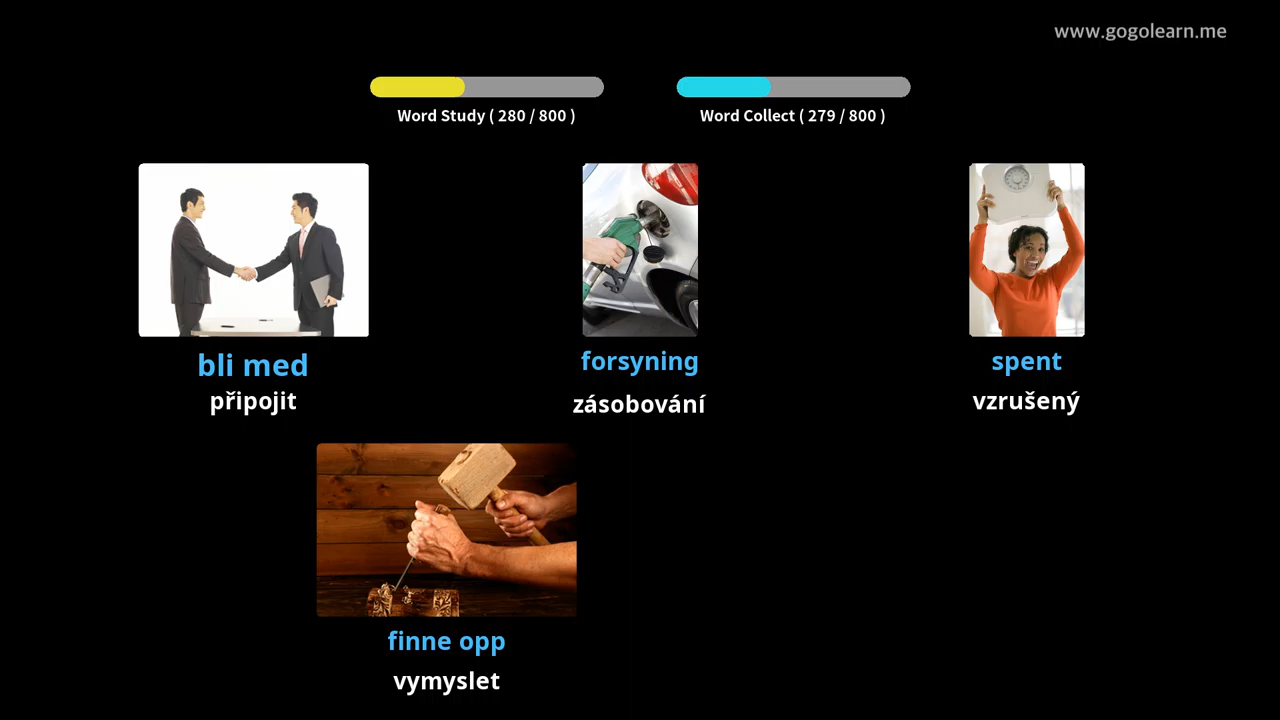 www.gogolearn.me
Word Study ( 280 / 800 )
Word Collect ( 279 / 800 )
bli med
připojit
forsyning
zásobování
spent
vzrušený
finne opp
vymyslet